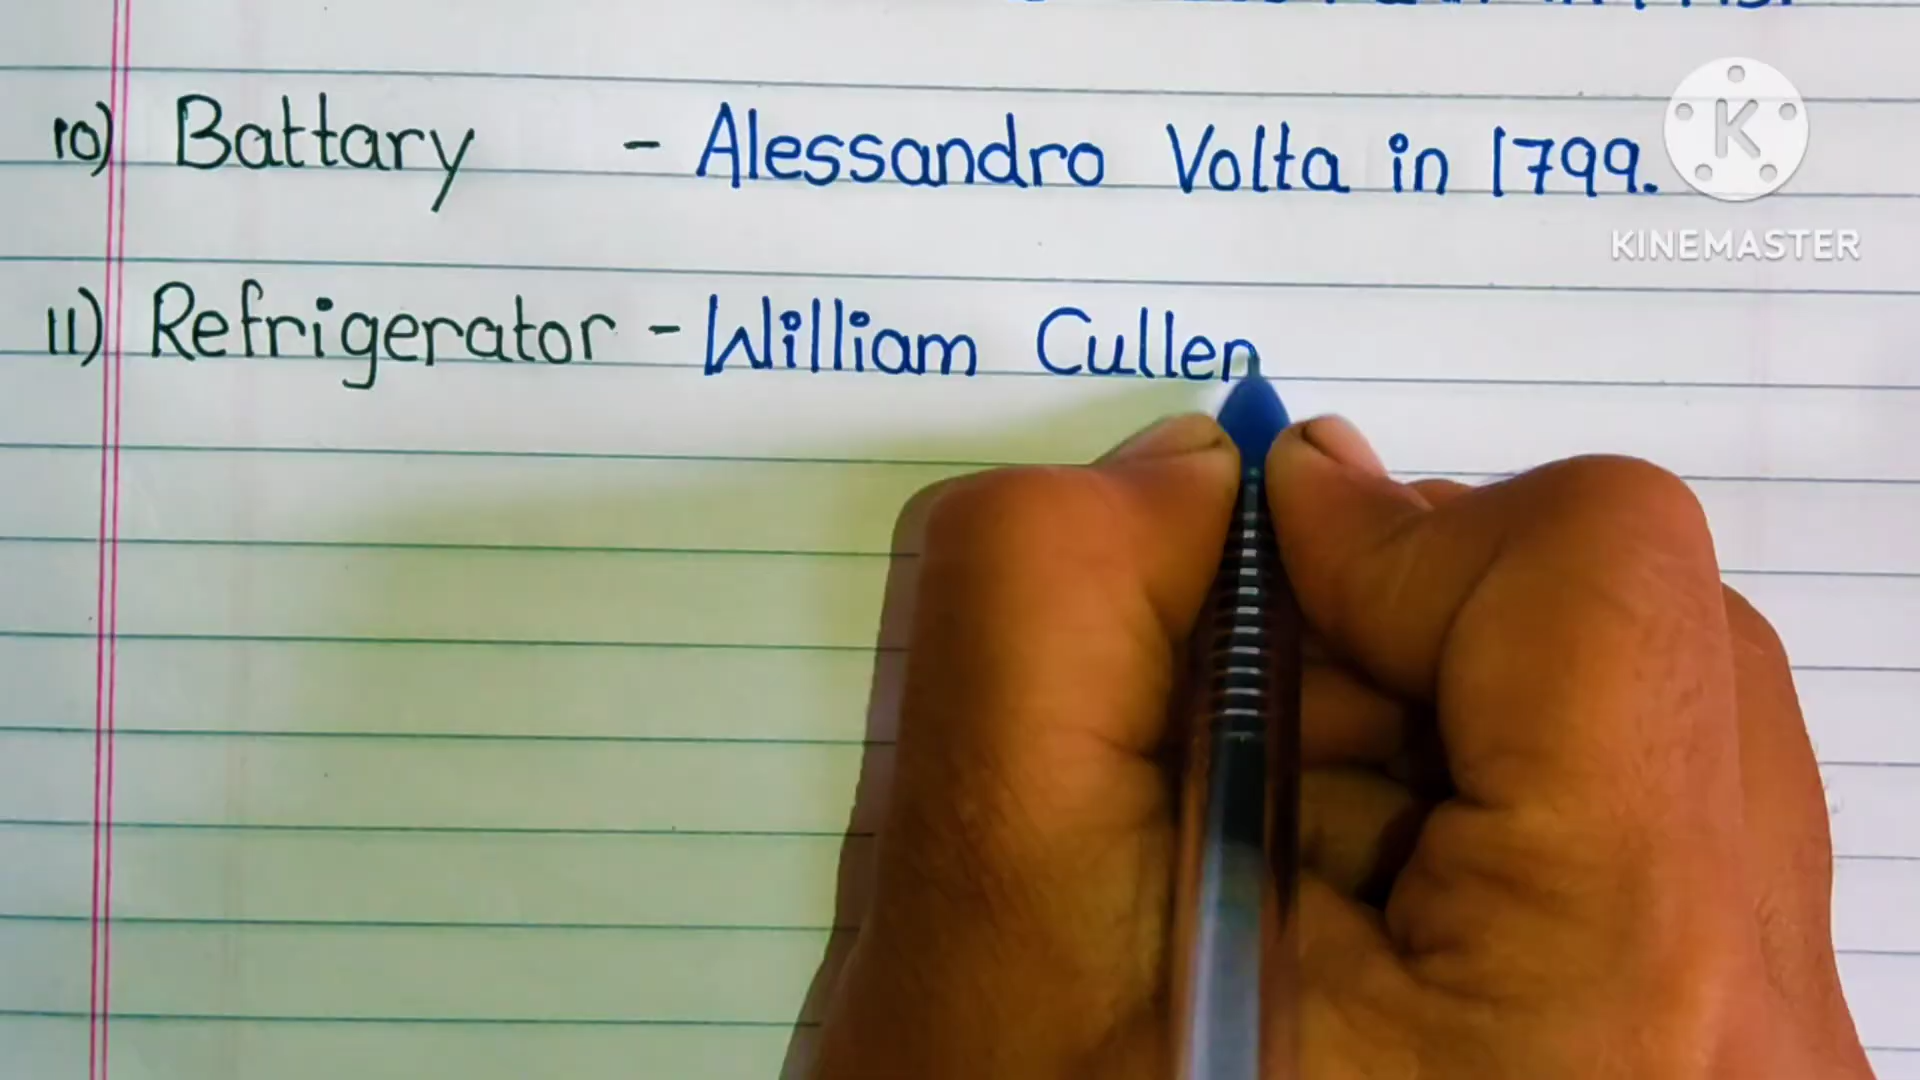 10) Battary - Alessandro Volta in 1799.
KINEMASTER
11) Refrigerator - William Cullen